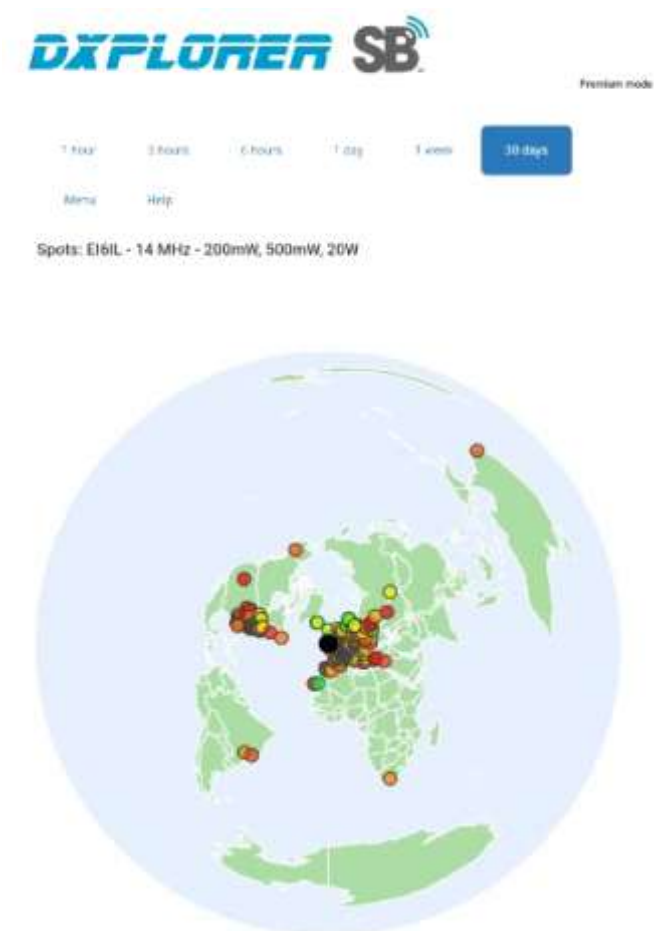 DXPLORER SB
Premium mode
1 hour 3 hours 6 hours 1 day 1 week 30 days
Menu Help
Spots: EI6IL - 14 MHz - 200mW, 500mW, 20W